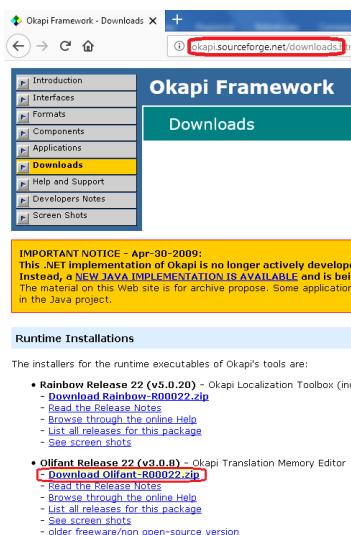 Okapi Framework - Downloads
okapi.sourceforge.net/downloads.
Introduction
Interfaces
Formats
Components
Applications
Downloads
Help and Support
Developers Notes
Screen Shots
Okapi Framework
Downloads
IMPORTANT NOTICE - Apr-30-2009:
This .NET implementation of Okapi is no longer actively
Instead, a NEW JAVA IMPLEMENTATION IS AVAILABLE and is
The material on this Web site is for archive propose. Some
in the Java project.
Runtime Installations
The installers for the runtime executables of Okapi's tools are:
• Rainbow Release 22 (v5.0.20) - Okapi Localization Toolbox
- Download Rainbow-R00022.zip
- Read the Release Notes
- Browse through the online Help
- List all releases for this package
- See screen shots
• Olifant Release 22 (v3.0.8) - Okapi Translation Memory Editor
- Download Olifant-R00022.zip
- Read the Release Notes
- Browse through the online Help
- List all releases for this package
- See screen shots
- older freeware/non open-source version